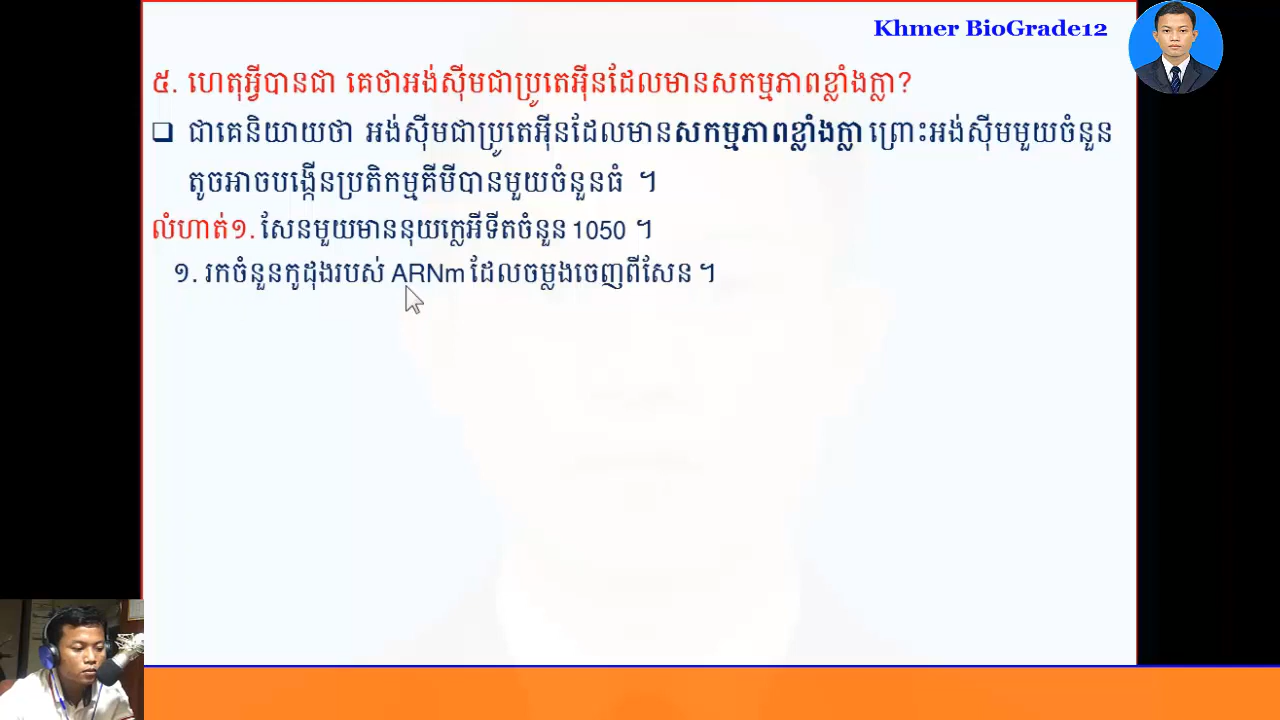 Khmer BioGrade12
៥. ហេតុអ្វីបានជា គេថាអង់ស៊ីមជាប្រូតេអ៊ីនដែលមានសកម្មភាពខ្លាំងក្លា?
❑ ជាគេនិយាយថា អង់ស៊ីមជាប្រូតេអ៊ីនដែលមានសកម្មភាពខ្លាំងក្លា ព្រោះអង់ស៊ីមមួយចំនួន
តូចអាចបង្កើនប្រតិកម្មគីមីបានមួយចំនួនធំ ។
លំហាត់១. សែនមួយមាននុយក្លេអីទីតចំនួន 1050 ។
១. រកចំនួនកូដុងរបស់ ARNm ដែលចម្លងចេញពីសែន ។